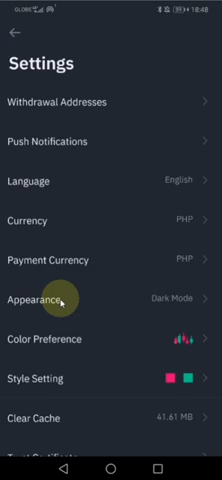 GLOBE
18:48
Settings
Withdrawal Addresses
Push Notifications
Language English
Currency PHP
Payment Currency PHP
Appearance Dark Mode
Color Preference
Style Setting
Clear Cache 41.61 MB